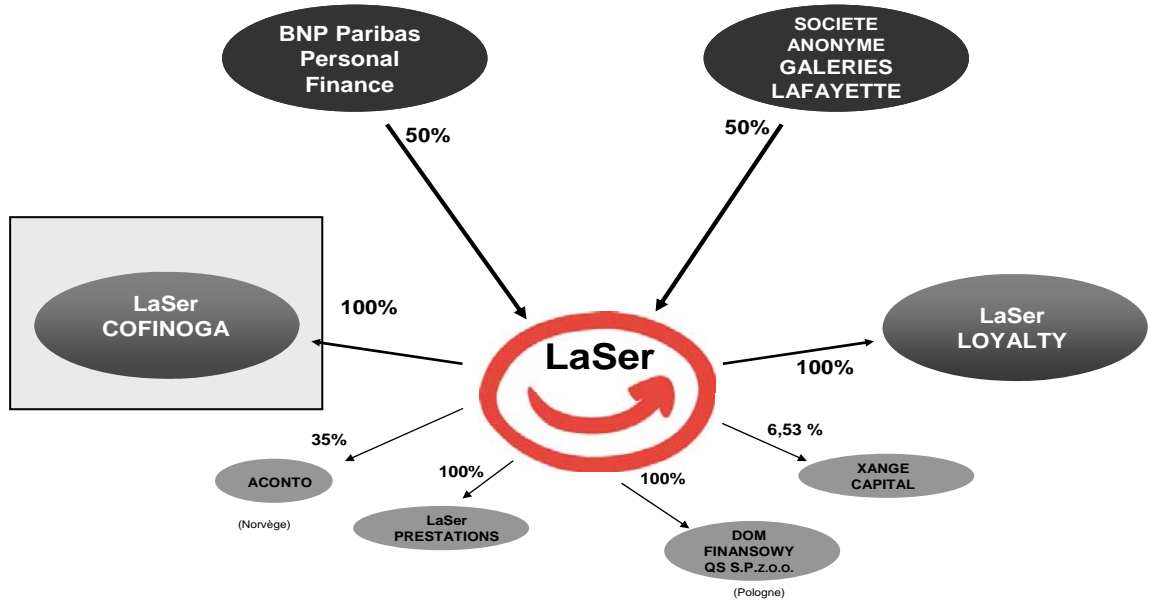 BNP Paribas
Personal
Finance
SOCIETE
ANONYME
GALERIES
LAFAYETTE
50%
50%
LaSer
COFINOGA
100%
LaSer
LaSer
LOYALTY
100%
35%
ACONTO
(Norvège)
100%
LaSer
PRESTATIONS
100%
DOM
FINANSOWY
QS S.P.z.o.o.
(Pologne)
6,53 %
XANGE
CAPITAL